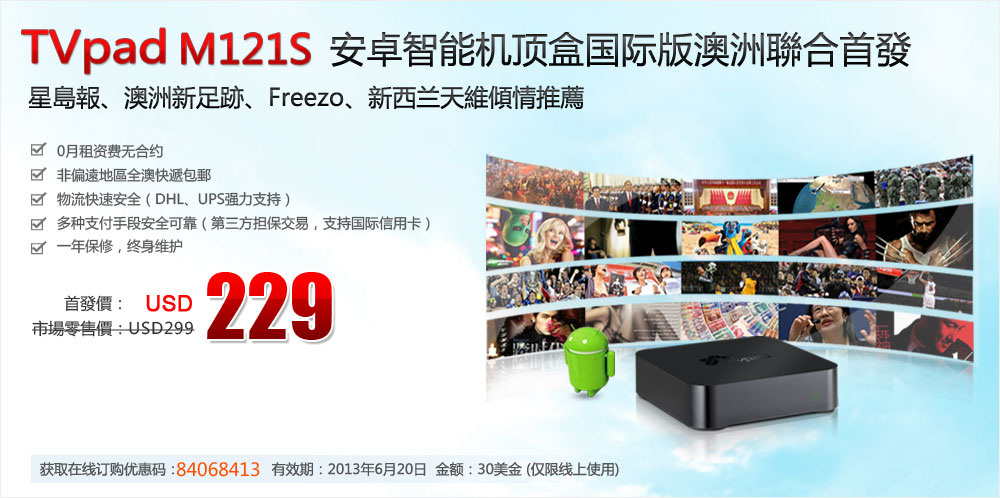 TVpad M121S 安卓智能机顶盒国际版澳洲聯合首發
星島報、澳洲新足跡、Freezo、新西兰天維傾情推薦
0月租资费无合约
非偏遠地區全澳快遞包郵
物流快速安全（DHL、UPS强力支持）
多种支付手段安全可靠（第三方担保交易，支持国际信用卡）
一年保修，终身维护
首發價： USD 229
市場零售價：USD299
TVpad
获取在线订购优惠码：84068413 有效期：2013年6月20日 金额：30美金 (仅限线上使用)